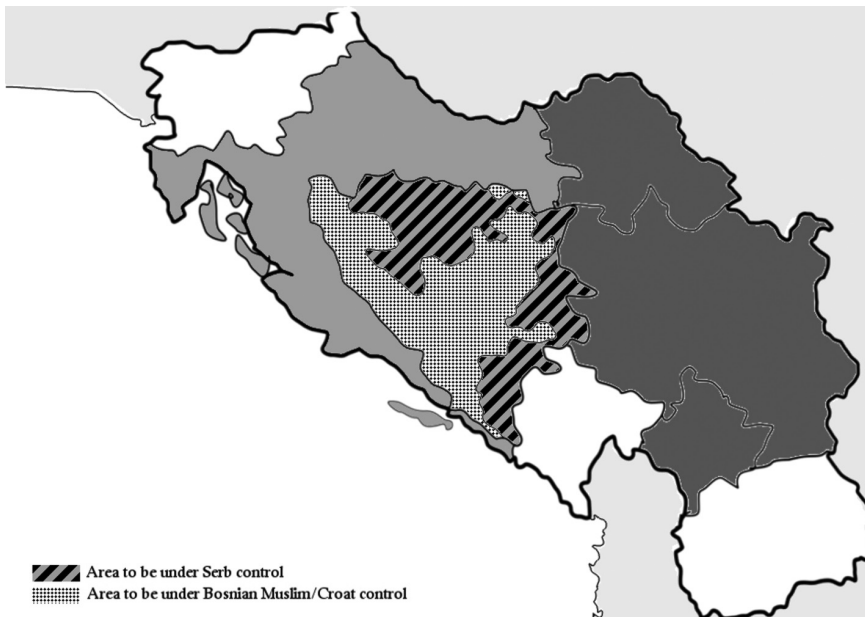 Area to be under Serb control
Area to be under Bosnian Muslim/Croat control